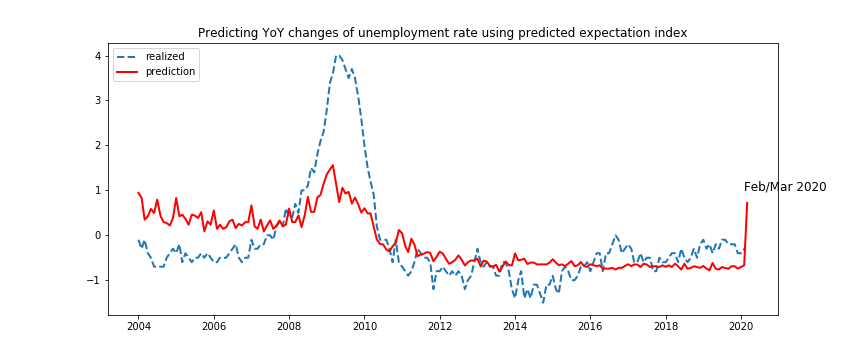 Predicting YoY changes of unemployment rate using predicted expectation index
realized
prediction
4
3
2
1
0
−1
Feb/Mar 2020
2004 2006 2008 2010 2012 2014 2016 2018 2020